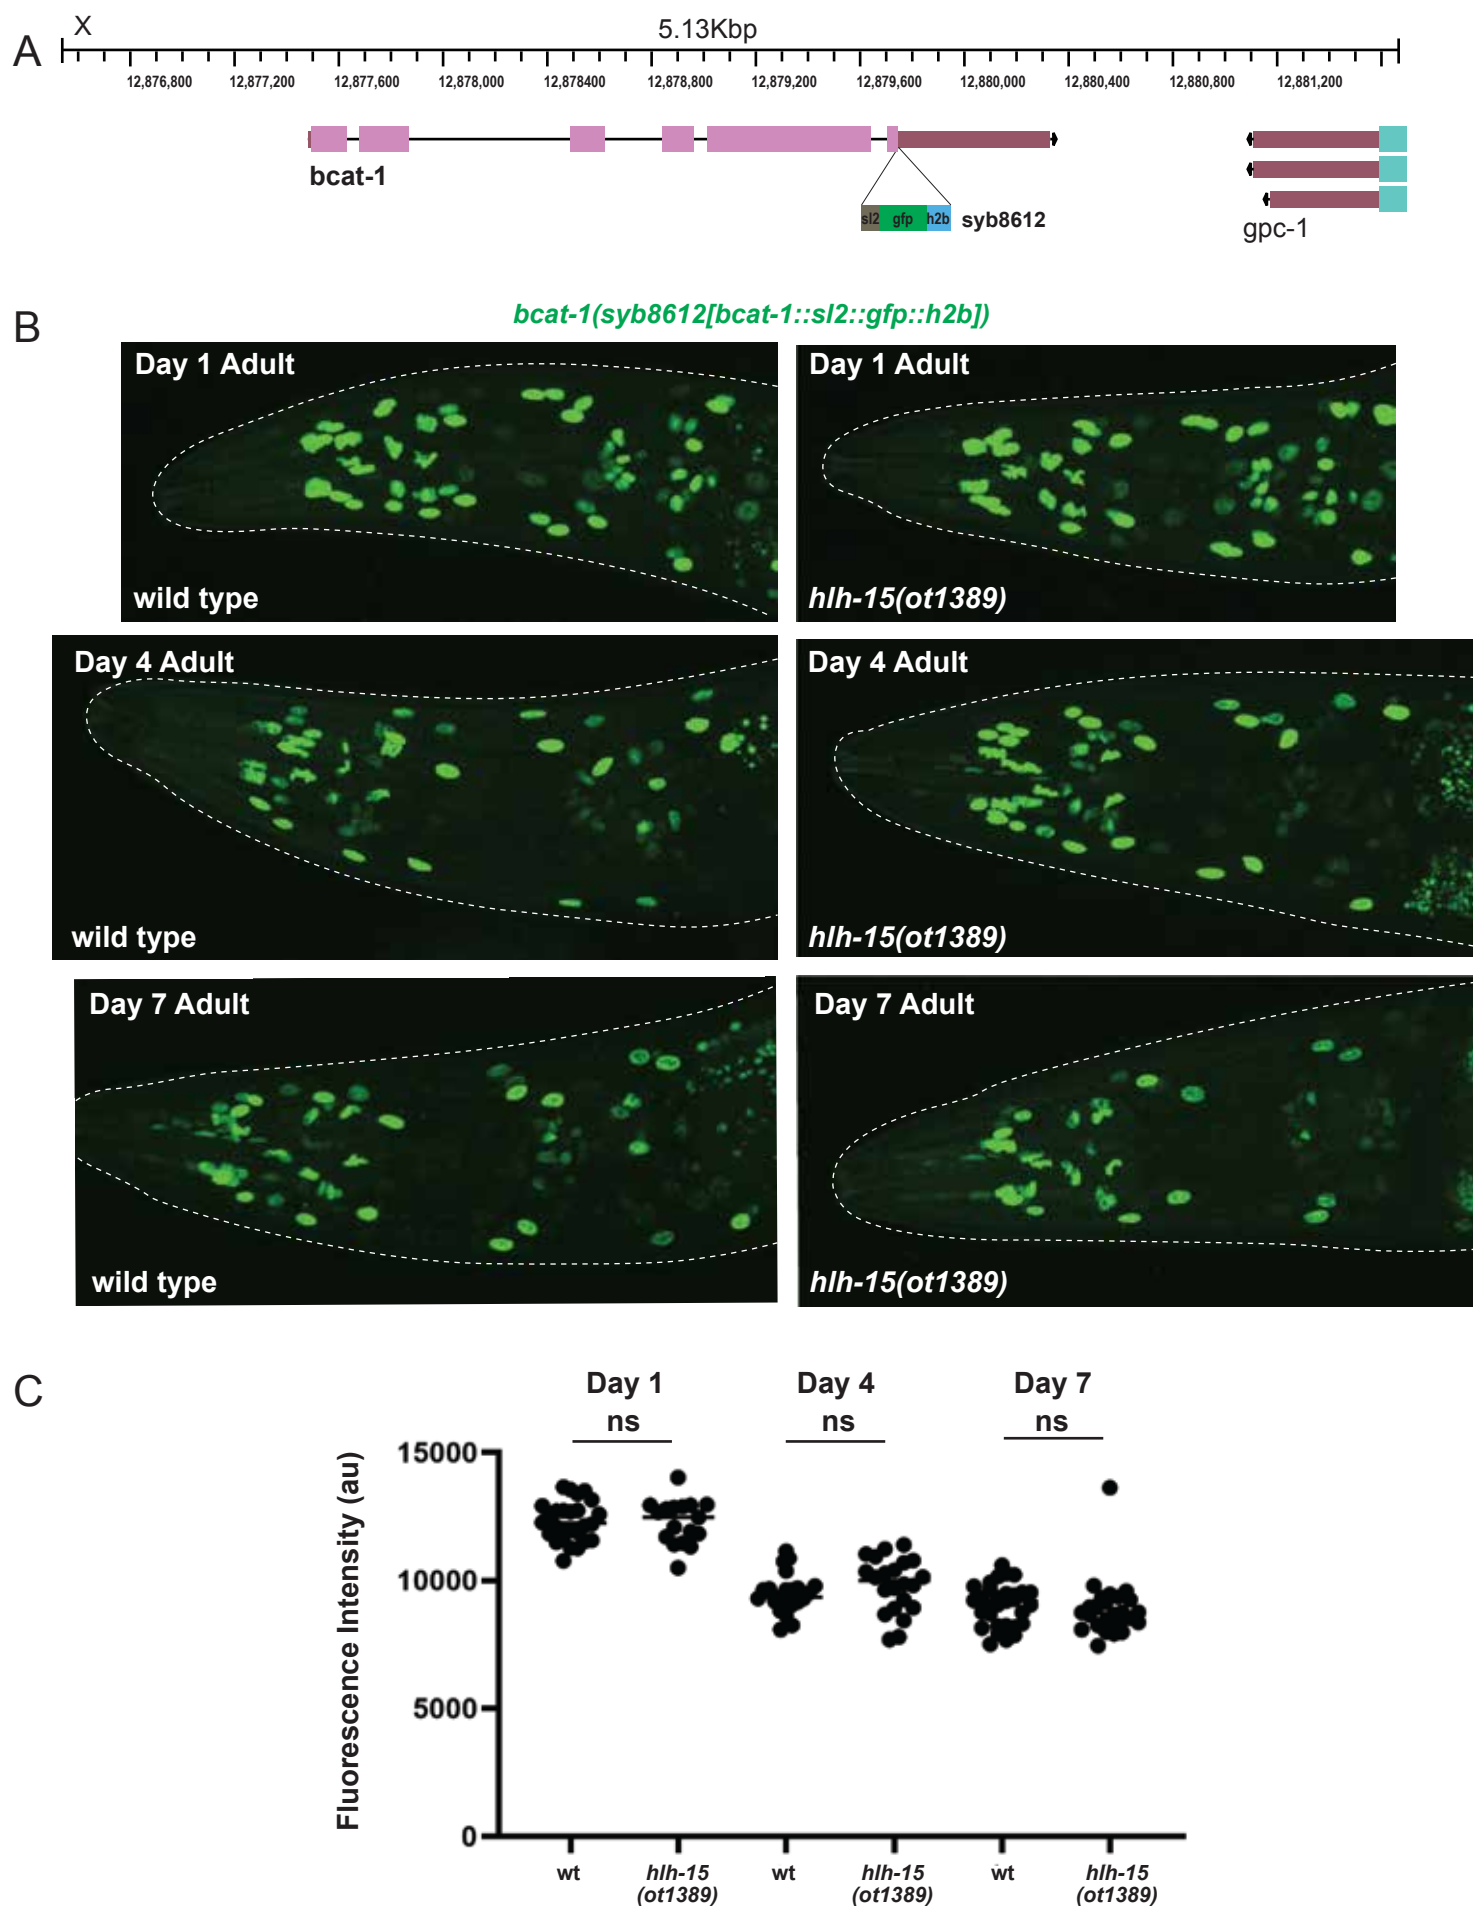 A
X
5.13Kbp
12,876,800 12,877,200 12,877,600 12,878,000 12,878400 12,878,800 12,879,200 12,879,600 12,880,000 12,880,400 12,880,800 12,881,200
bcat-1
sl2 gfp h2b syb8612
gpc-1
B
bcat-1(syb8612[bcat-1::sl2::gfp::h2b])
Day 1 Adult
wild type
Day 1 Adult
hlh-15(ot1389)
Day 4 Adult
wild type
Day 4 Adult
hlh-15(ot1389)
Day 7 Adult
wild type
Day 7 Adult
hlh-15(ot1389)
C
Day 1 Day 4 Day 7
ns ns ns
Fluorescence Intensity (au)
15000
10000
5000
0
wt hlh-15 wt hlh-15 wt hlh-15
(ot1389) (ot1389) (ot1389)